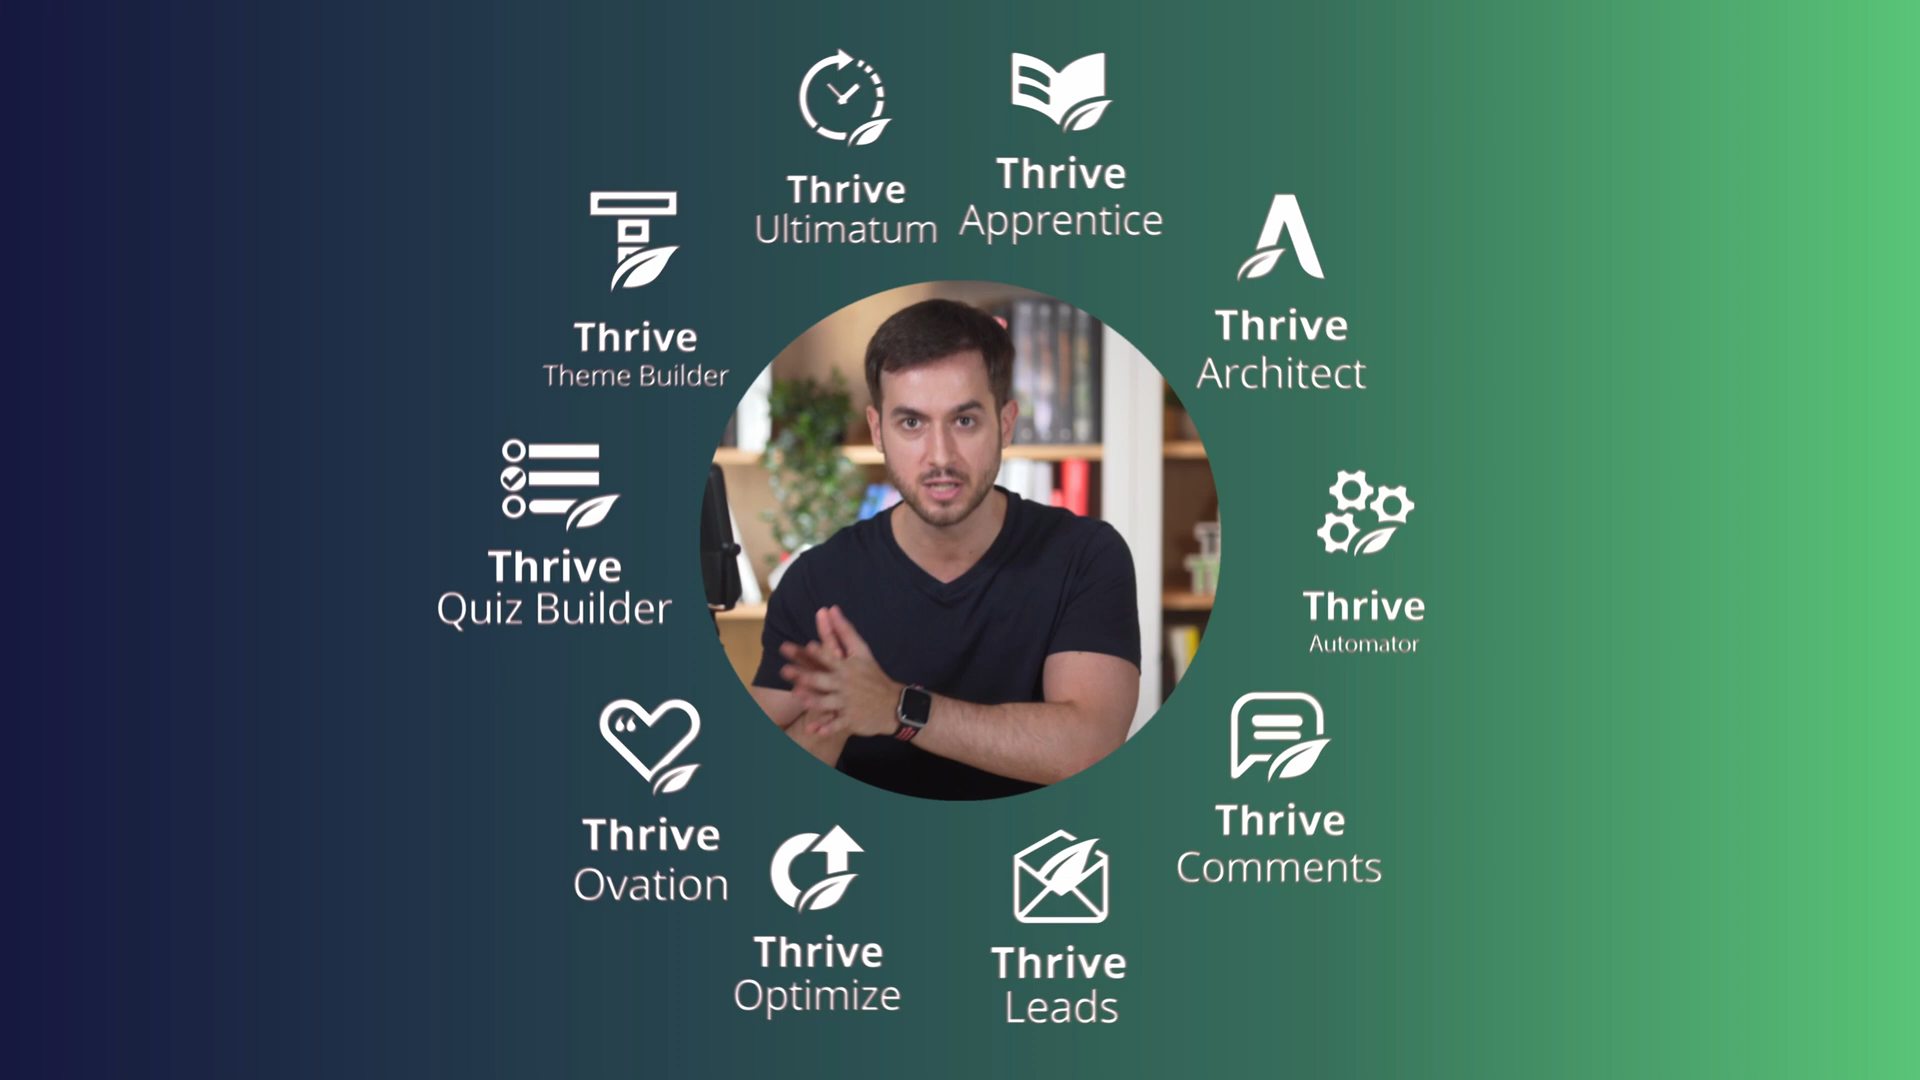 Thrive
Ultimatum
Thrive
Apprentice
Thrive
Theme Builder
Thrive
Architect
Thrive
Quiz Builder
Thrive
Automator
Thrive
Ovation
Thrive
Comments
Thrive
Optimize
Thrive
Leads